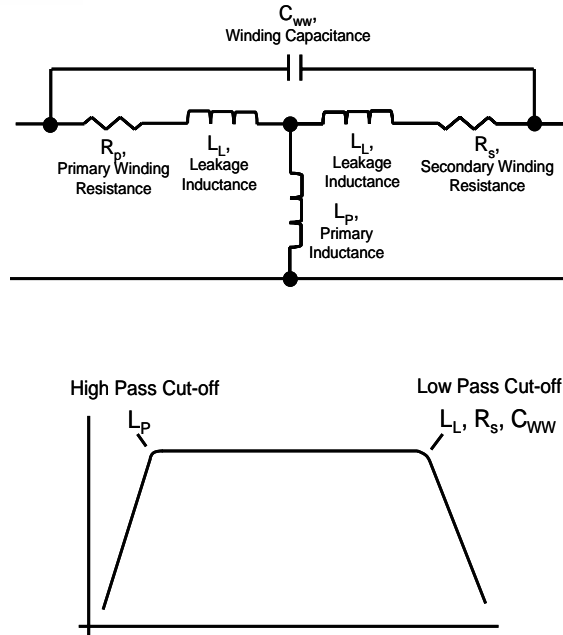 C_ww,
Winding Capacitance
R_p,
Primary Winding
Resistance
L_L,
Leakage
Inductance
L_L,
Leakage
Inductance
R_s,
Secondary Winding
Resistance
L_P,
Primary
Inductance
High Pass Cut-off
L_P
Low Pass Cut-off
L_L, R_s, C_WW